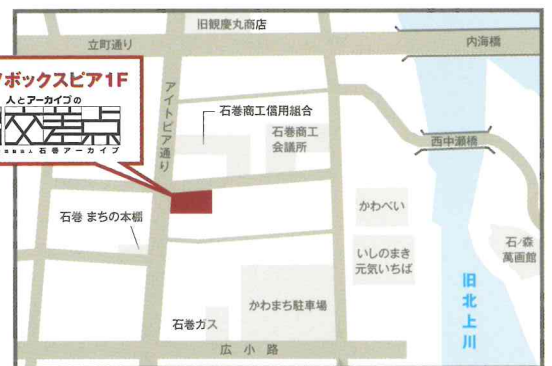 旧観慶丸商店
立町通り
内海橋
ボックスピア1F
人とアーカイブの
交差点
石巻アーカイブ
アイトピア通り
石巻商工信用組合
石巻商工
会議所
西中瀬橋
石巻 まちの本棚
かわべい
石ノ森
萬画館
いしのまき
元気いちば
旧北上川
かわまち駐車場
石巻ガス
広小路